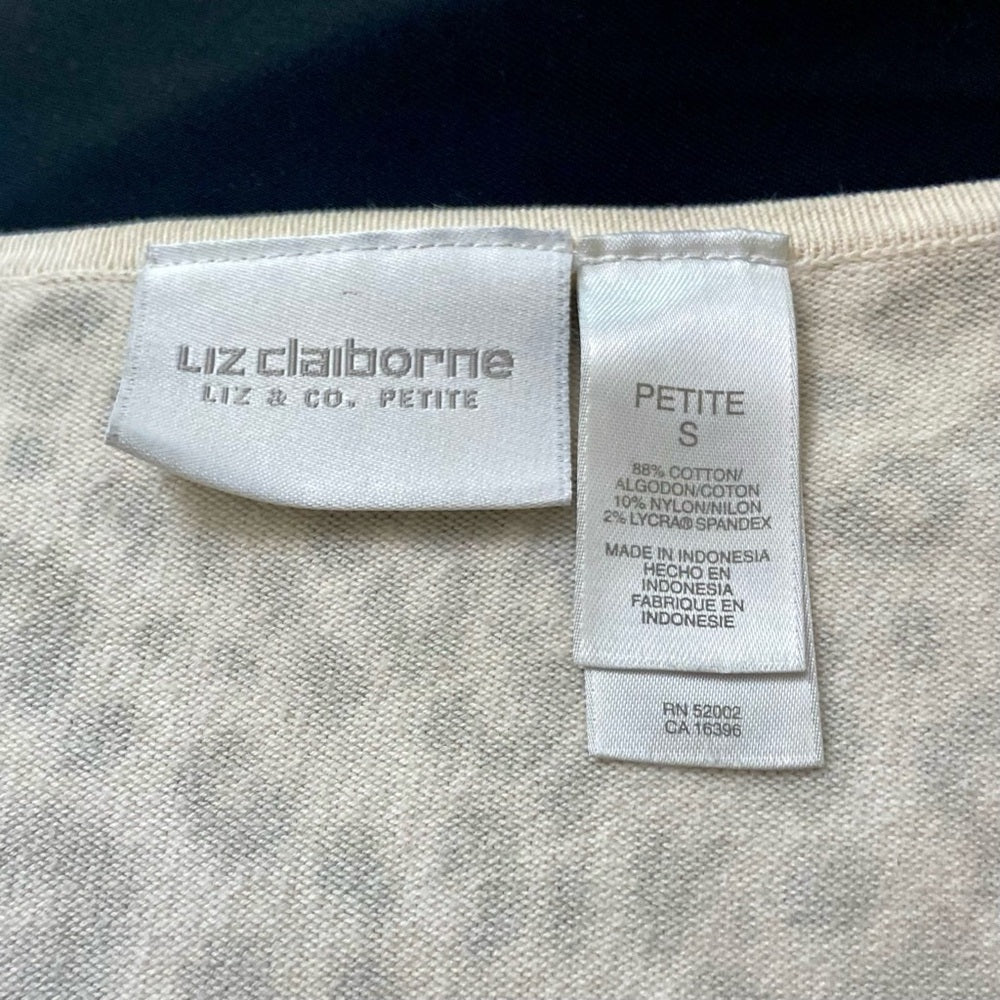 Liz claiborne
LIZ & CO. PETITE
PETITE
S
88% COTTON/
ALGODON/COTON
10% NYLON/NILON
2% LYCRA® SPANDEX
MADE IN INDONESIA
HECHO EN
INDONESIA
FABRIQUE EN
INDONESIE
RN 52002
CA 16396